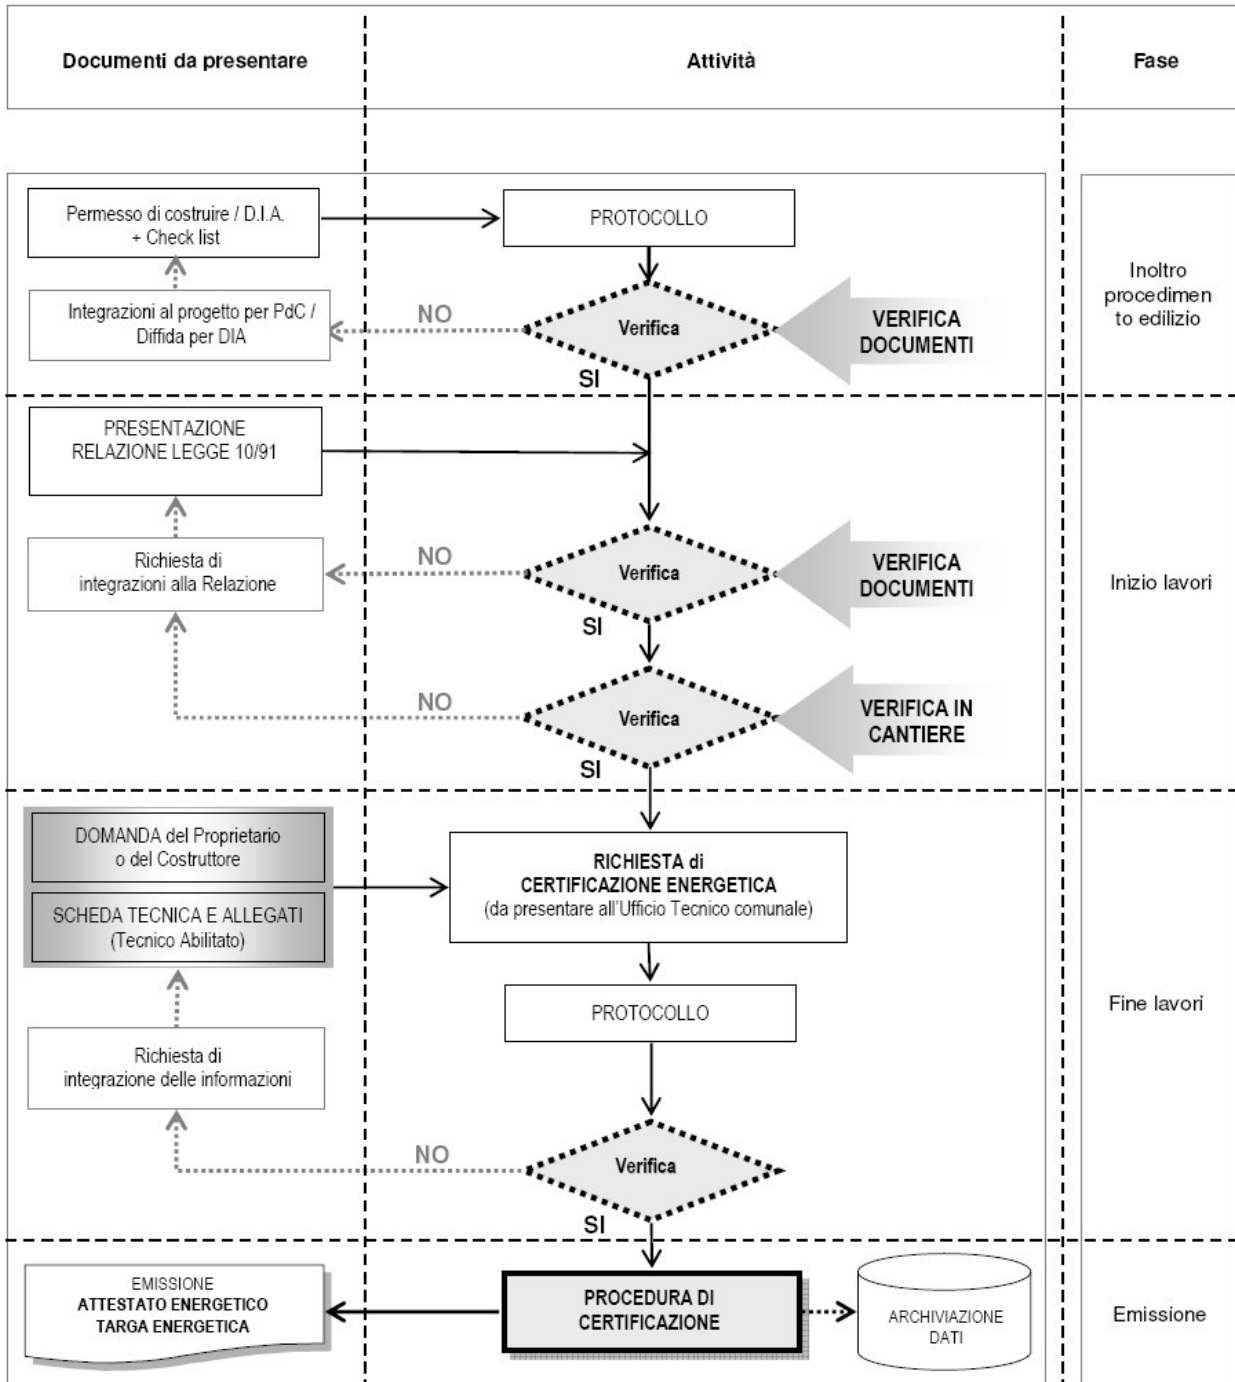 Documenti da presentare
Attività
Fase
Permesso di costruire / D.I.A.
+ Check list
PROTOCOLLO
Inoltro
procedimen
to edilizio
Integrazioni al progetto per PdC /
Diffida per DIA
NO
Verifica
VERIFICA
DOCUMENTI
SI
PRESENTAZIONE
RELAZIONE LEGGE 10/91
Richiesta di
integrazioni alla Relazione
NO
Verifica
VERIFICA
DOCUMENTI
Inizio lavori
SI
NO
Verifica
VERIFICA IN
CANTIERE
SI
DOMANDA del Proprietario
o del Costruttore
SCHEDA TECNICA E ALLEGATI
(Tecnico Abilitato)
RICHIESTA di
CERTIFICAZIONE ENERGETICA
(da presentare all'Ufficio Tecnico comunale)
PROTOCOLLO
Fine lavori
Richiesta di
integrazione delle informazioni
NO
Verifica
SI
EMISSIONE
ATTESTATO ENERGETICO
TARGA ENERGETICA
PROCEDURA DI
CERTIFICAZIONE
ARCHIVIAZIONE
DATI
Emissione